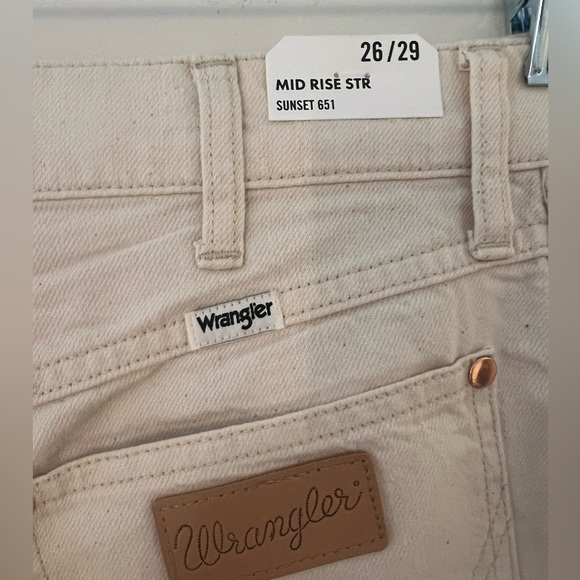 26/29
MID RISE STR
SUNSET 651
Wrangler
Wrangler